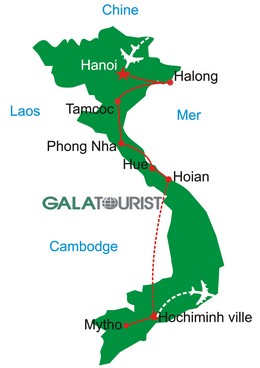 Chine
Hanoi
Halong
Laos
Tamcoc
Mer
Phong Nha
Hue
Hoian
GALATOURIST
Cambodge
Hochiminh ville
Mytho